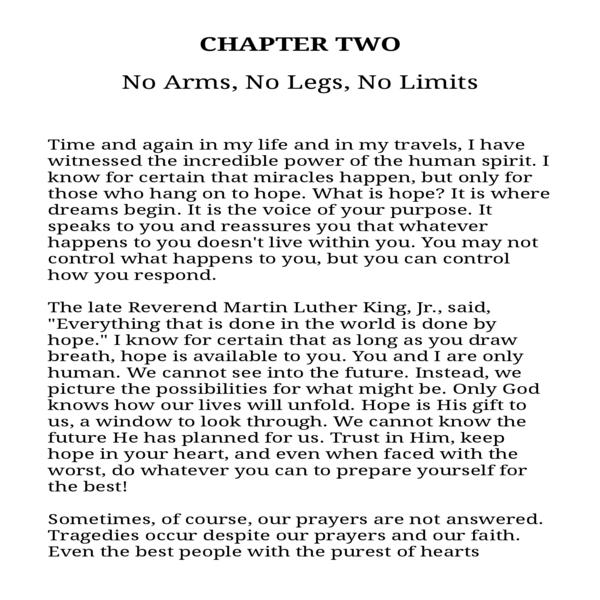 CHAPTER TWO
No Arms, No Legs, No Limits
Time and again in my life and in my travels, I have
witnessed the incredible power of the human spirit. I
know for certain that miracles happen, but only for
those who hang on to hope. What is hope? It is where
dreams begin. It is the voice of your purpose. It
speaks to you and reassures you that whatever
happens to you doesn't live within you. You may not
control what happens to you, but you can control
how you respond.
The late Reverend Martin Luther King, Jr., said,
"Everything that is done in the world is done by
hope." I know for certain that as long as you draw
breath, hope is available to you. You and I are only
human. We cannot see into the future. Instead, we
picture the possibilities for what might be. Only God
knows how our lives will unfold. Hope is His gift to
us, a window to look through. We cannot know the
future He has planned for us. Trust in Him, keep
hope in your heart, and even when faced with the
worst, do whatever you can to prepare yourself for
the best!
Sometimes, of course, our prayers are not answered.
Tragedies occur despite our prayers and our faith.
Even the best people with the purest of hearts